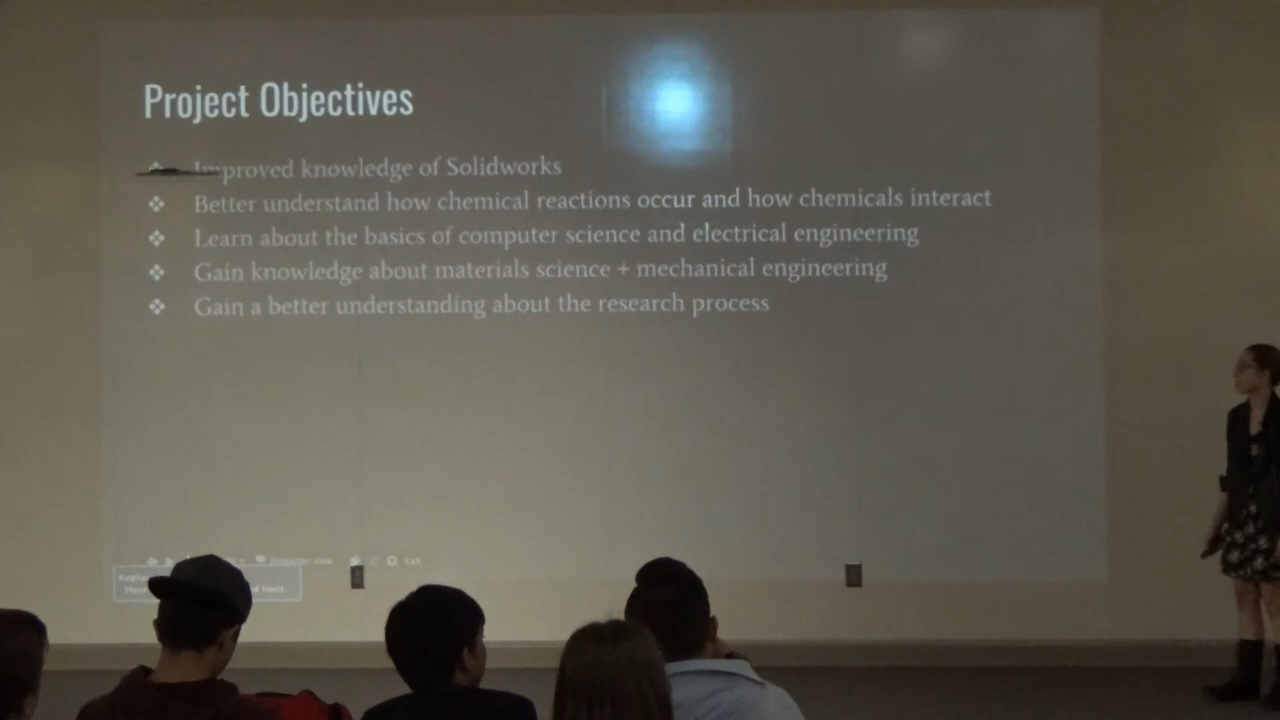 Project Objectives
❖ Improved knowledge of Solidworks
❖ Better understand how chemical reactions occur and how chemicals interact
❖ Learn about the basics of computer science and electrical engineering
❖ Gain knowledge about materials science + mechanical engineering
❖ Gain a better understanding about the research process
Exit